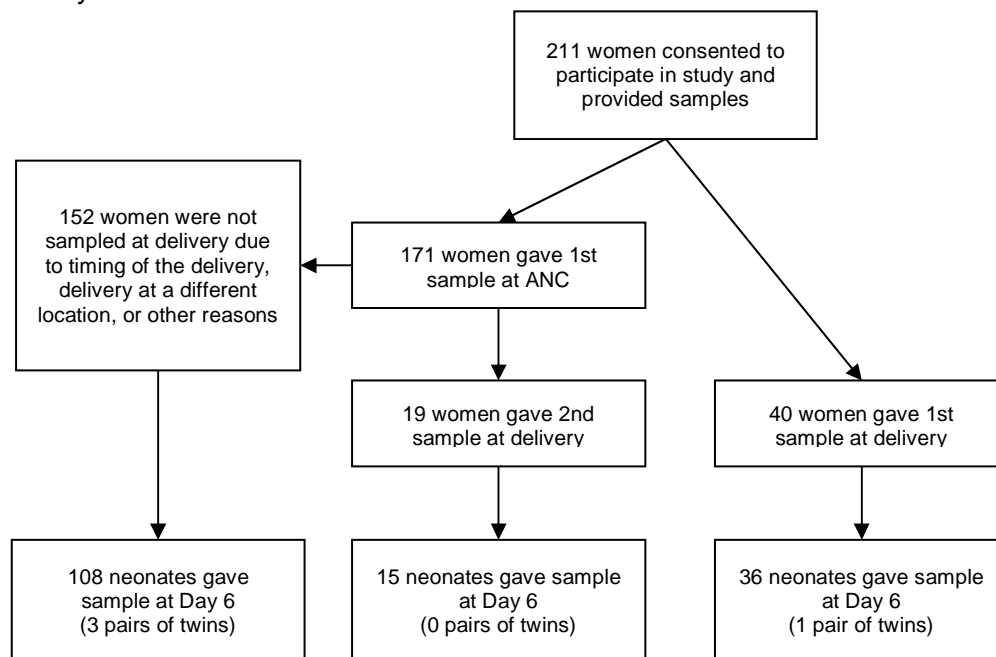 211 women consented to
participate in study and
provided samples
152 women were not
sampled at delivery due
to timing of the delivery,
delivery at a different
location, or other reasons
171 women gave 1st
sample at ANC
19 women gave 2nd
sample at delivery
40 women gave 1st
sample at delivery
108 neonates gave
sample at Day 6
(3 pairs of twins)
15 neonates gave sample
at Day 6
(0 pairs of twins)
36 neonates gave sample
at Day 6
(1 pair of twins)